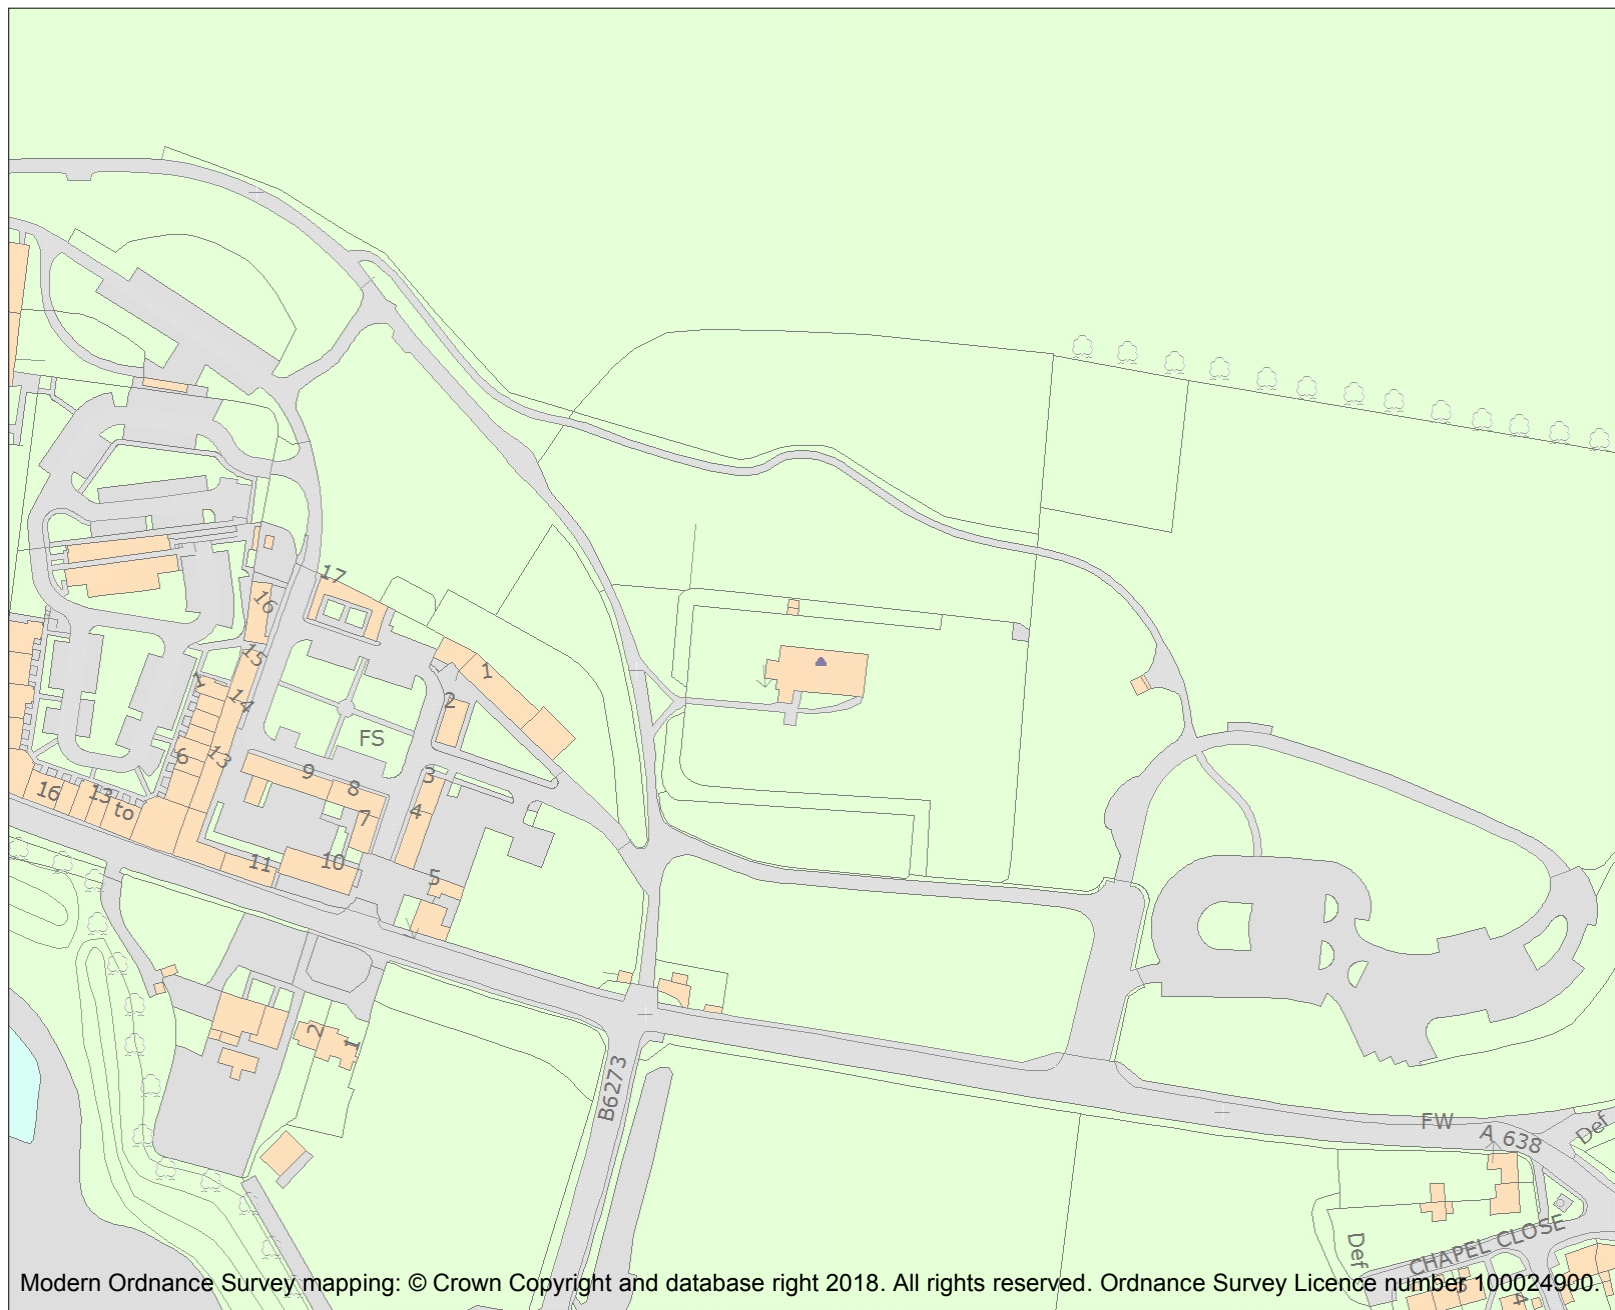 17
16
15
1
14
13
6
16
13
to
1
2
FS
9
8
7
3
4
11
10
5
2
1
B6273
FW
A 638
Def
Def
CHAPEL CLOSE
4
Modern Ordnance Survey mapping: © Crown Copyright and database right 2018. All rights reserved. Ordnance Survey Licence number 100024900.